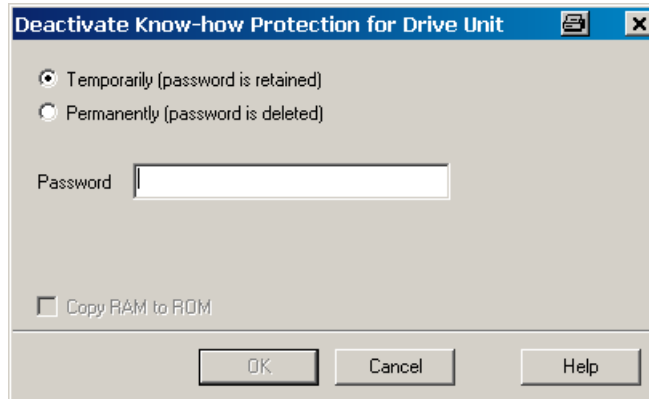 Deactivate Know-how Protection for Drive Unit
Temporarily (password is retained)
Permanently (password is deleted)
Password
Copy RAM to ROM
OK Cancel Help